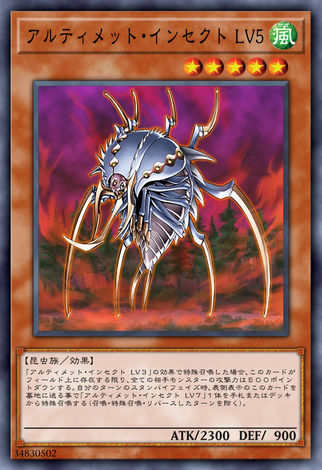 アルティメット・インセクト LV5
風
【昆虫族/効果】
「アルティメット・インセクト LV3」の効果で特殊召喚した場合、このカードが
フィールド上に存在する限り、全ての相手モンスターの攻撃力は500ポイン
トダウンする。自分のターンのスタンバイフェイズ時、表側表示のこのカードを
墓地に送る事で「アルティメット・インセクト LV7」1体を手札またはデッキ
から特殊召喚する(召喚・特殊召喚・リバースしたターンを除く)。
ATK/2300 DEF/ 900
34830502